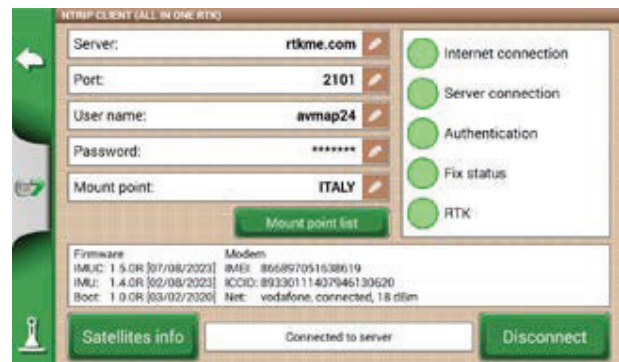 NTRIP CLIENT (ALL IN ONE RTK)
Server: rtkme.com
Port: 2101
User name: avmap24
Password: *******
Mount point: ITALY
Mount point list
Internet connection
Server connection
Authentication
Fix status
RTK
Firmware Modem
IMUC: 1.5.0R [07/08/2023] IMEI: 866897051638619
IMU: 1.4.0R [02/08/2023] ICCID: 89330111407946130620
Boot: 1.0.0R [03/02/2020] Net: vodafone, connected, 18 dBm
Satellites info
Connected to server
Disconnect